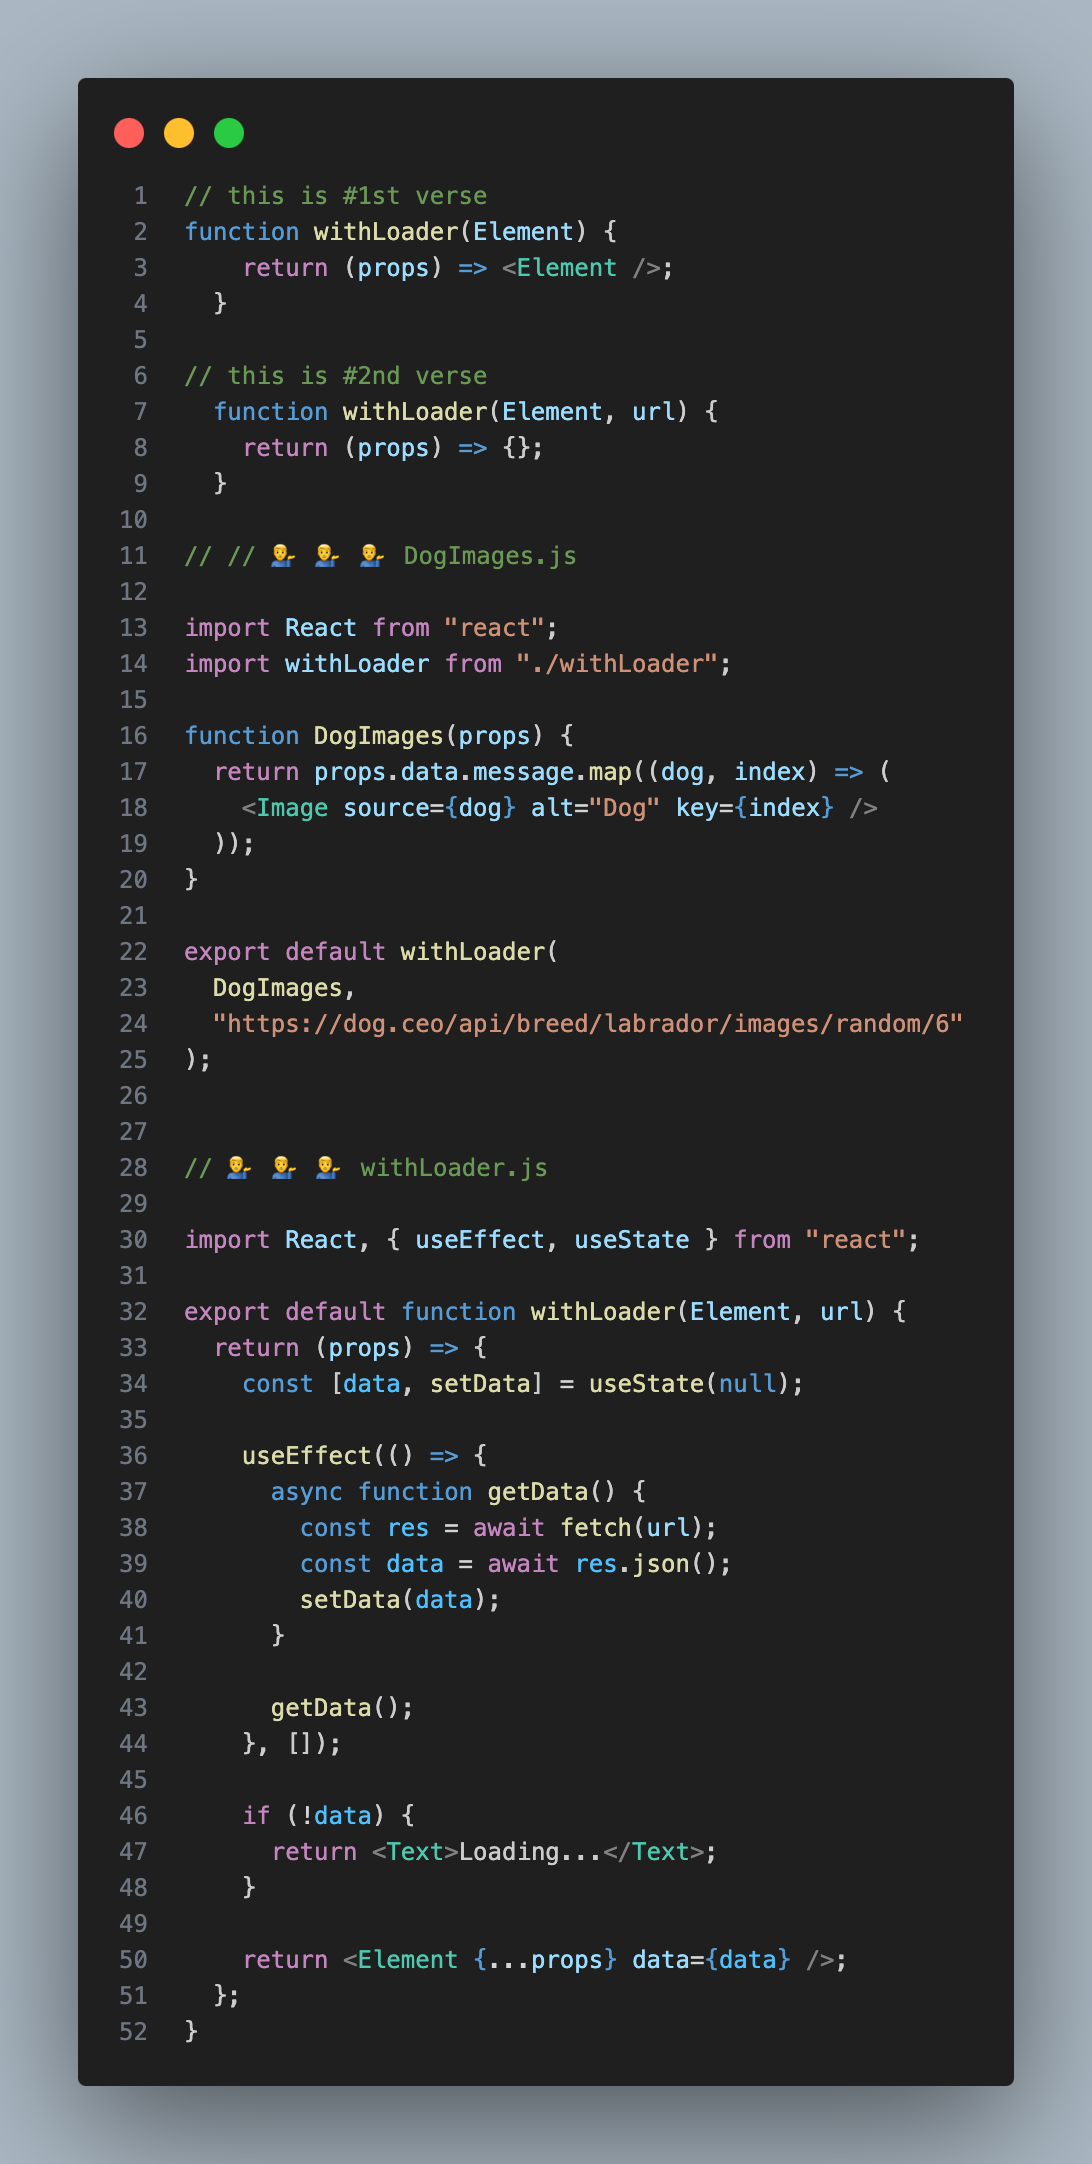 1 // this is #1st verse
2 function withLoader(Element) {
3     return (props) => <Element />;
4   }
5
6 // this is #2nd verse
7   function withLoader(Element, url) {
8     return (props) => {};
9   }
10
11 // // 💁‍♂️ 💁‍♂️ 💁‍♂️ DogImages.js
12
13 import React from "react";
14 import withLoader from "./withLoader";
15
16 function DogImages(props) {
17   return props.data.message.map((dog, index) => (
18     <Image source={dog} alt="Dog" key={index} />
19   ));
20 }
21
22 export default withLoader(
23   DogImages,
24   "https://dog.ceo/api/breed/labrador/images/random/6"
25 );
26
27
28 // 💁‍♂️ 💁‍♂️ 💁‍♂️ withLoader.js
29
30 import React, { useEffect, useState } from "react";
31
32 export default function withLoader(Element, url) {
33   return (props) => {
34     const [data, setData] = useState(null);
35
36     useEffect(() => {
37       async function getData() {
38         const res = await fetch(url);
39         const data = await res.json();
40         setData(data);
41       }
42
43       getData();
44     }, []);
45
46     if (!data) {
47       return <Text>Loading...</Text>;
48     }
49
50     return <Element {...props} data={data} />;
51   };
52 }